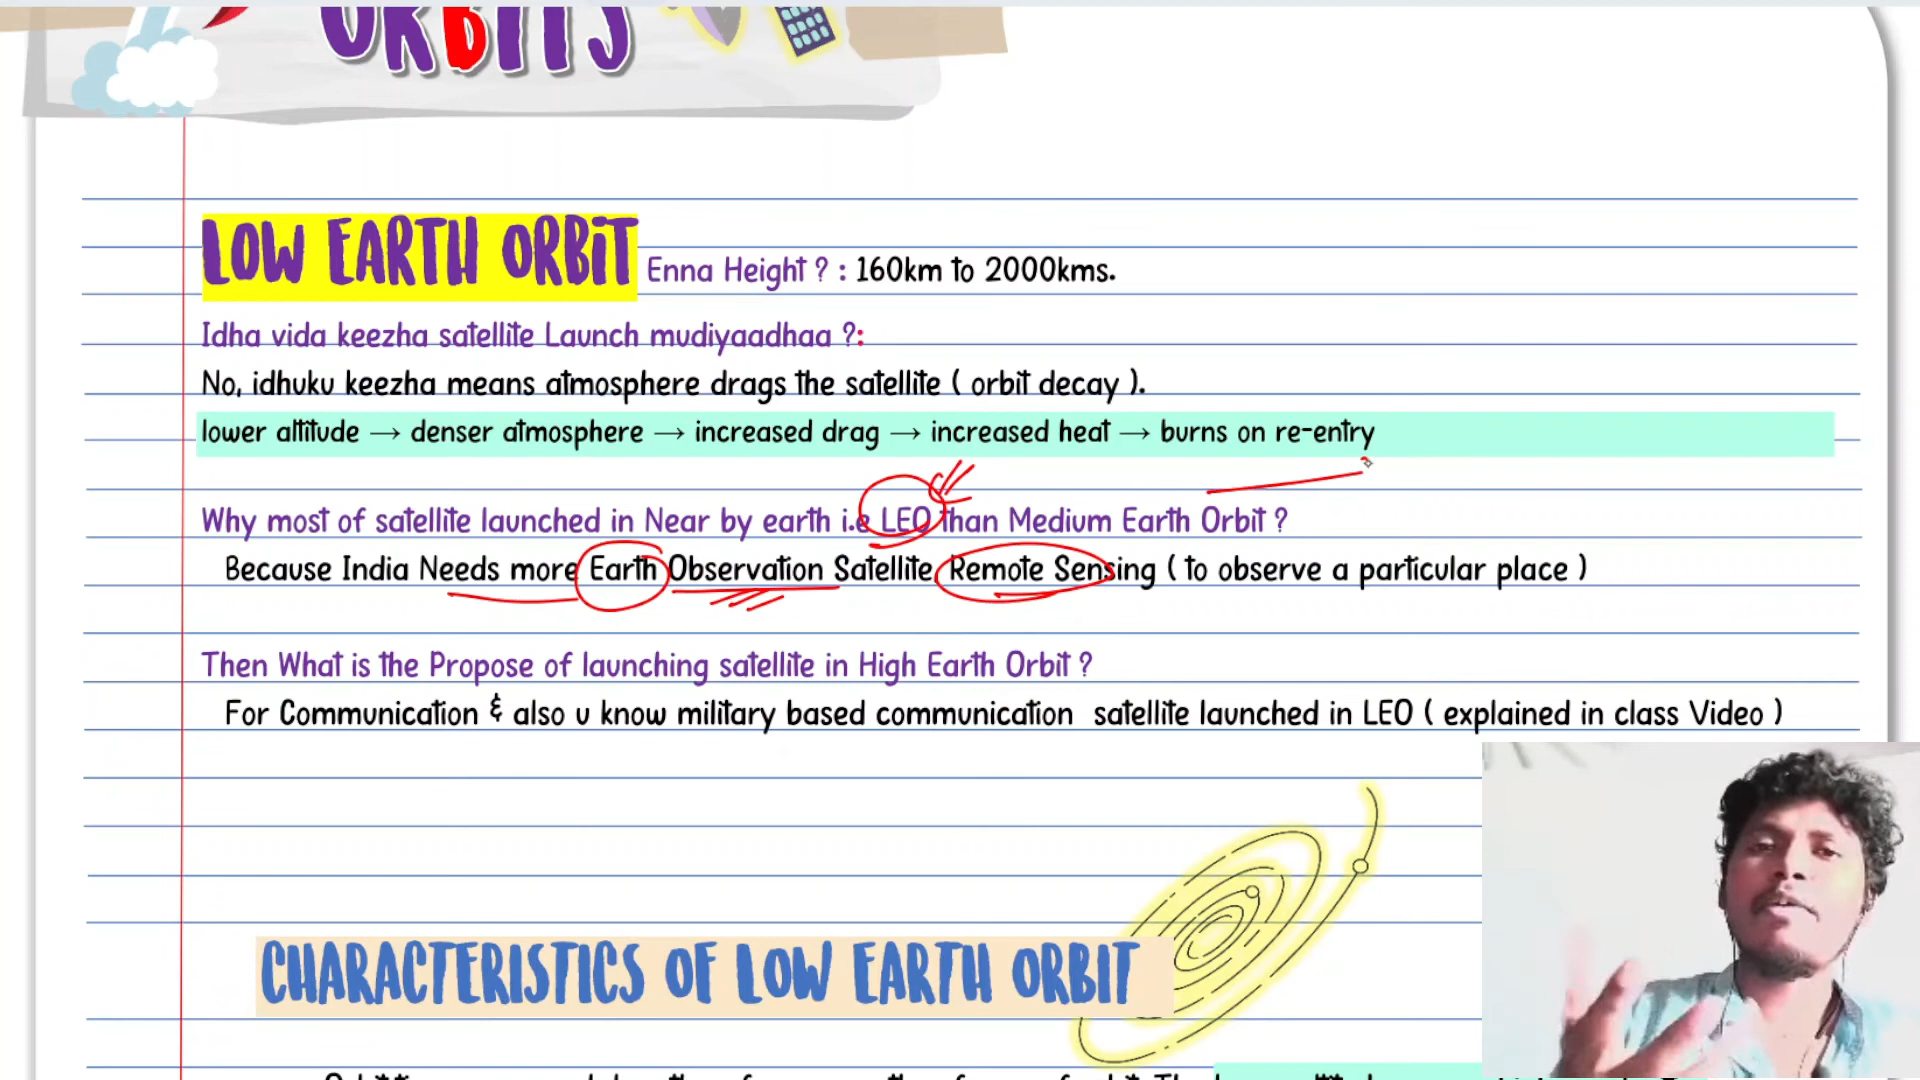 ORBITS
LOW EARTH ORBIT Enna Height ? : 160km to 2000kms.
Idha vida keezha satellite Launch mudiyaadhaa ?:
No, idhuku keezha means atmosphere drags the satellite ( orbit decay ).
lower altitude → denser atmosphere → increased drag → increased heat → burns on re-entry
Why most of satellite launched in Near by earth i.e LEO than Medium Earth Orbit ?
Because India Needs more Earth Observation Satellite, Remote Sensing ( to observe a particular place )
Then What is the Propose of launching satellite in High Earth Orbit ?
For Communication & also u know military based communication satellite launched in LEO ( explained in class Video )
CHARACTERISTICS OF LOW EARTH ORBIT